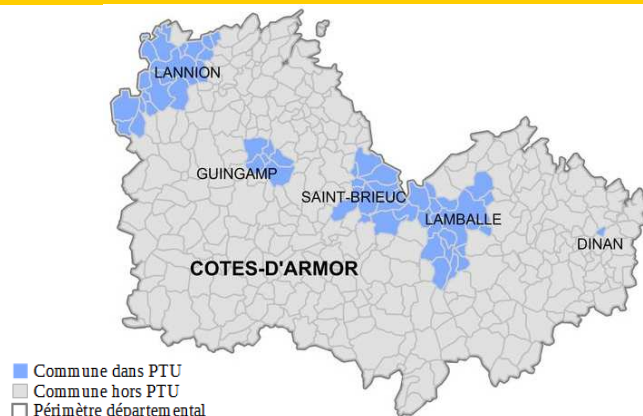 LANNION
GUINGAMP
SAINT-BRIEUC
LAMBALLE
DINAN
COTES-D'ARMOR
Commune dans PTU
Commune hors PTU
Périmètre départemental